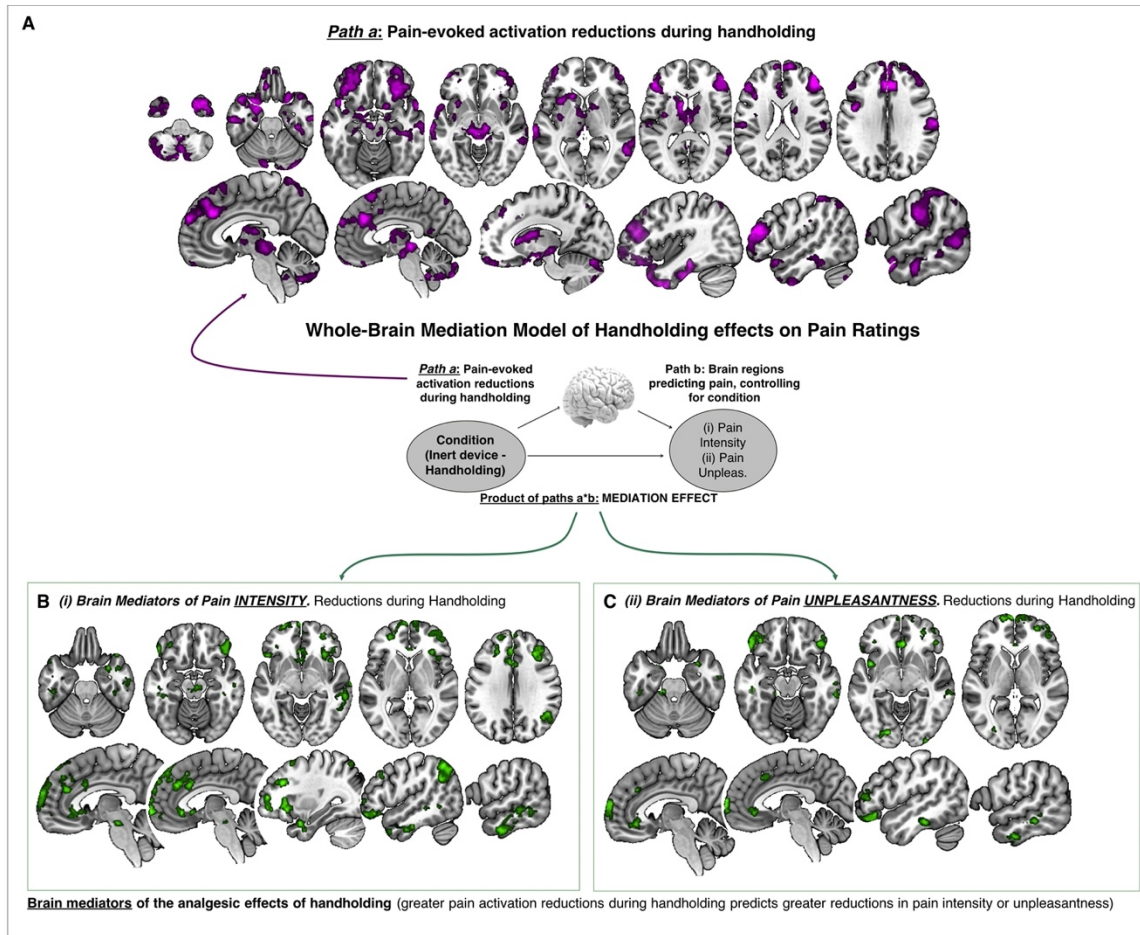 A
Path a: Pain-evoked activation reductions during handholding
Whole-Brain Mediation Model of Handholding effects on Pain Ratings
Path a: Pain-evoked
activation reductions
during handholding
Path b: Brain regions
predicting pain, controlling
for condition
Condition
(Inert device -
Handholding)
(i) Pain
Intensity
(ii) Pain
Unpleas.
Product of paths a*b: MEDIATION EFFECT
B (i) Brain Mediators of Pain INTENSITY. Reductions during Handholding
C (ii) Brain Mediators of Pain UNPLEASANTNESS. Reductions during Handholding
Brain mediators of the analgesic effects of handholding (greater pain activation reductions during handholding predicts greater reductions in pain intensity or unpleasantness)